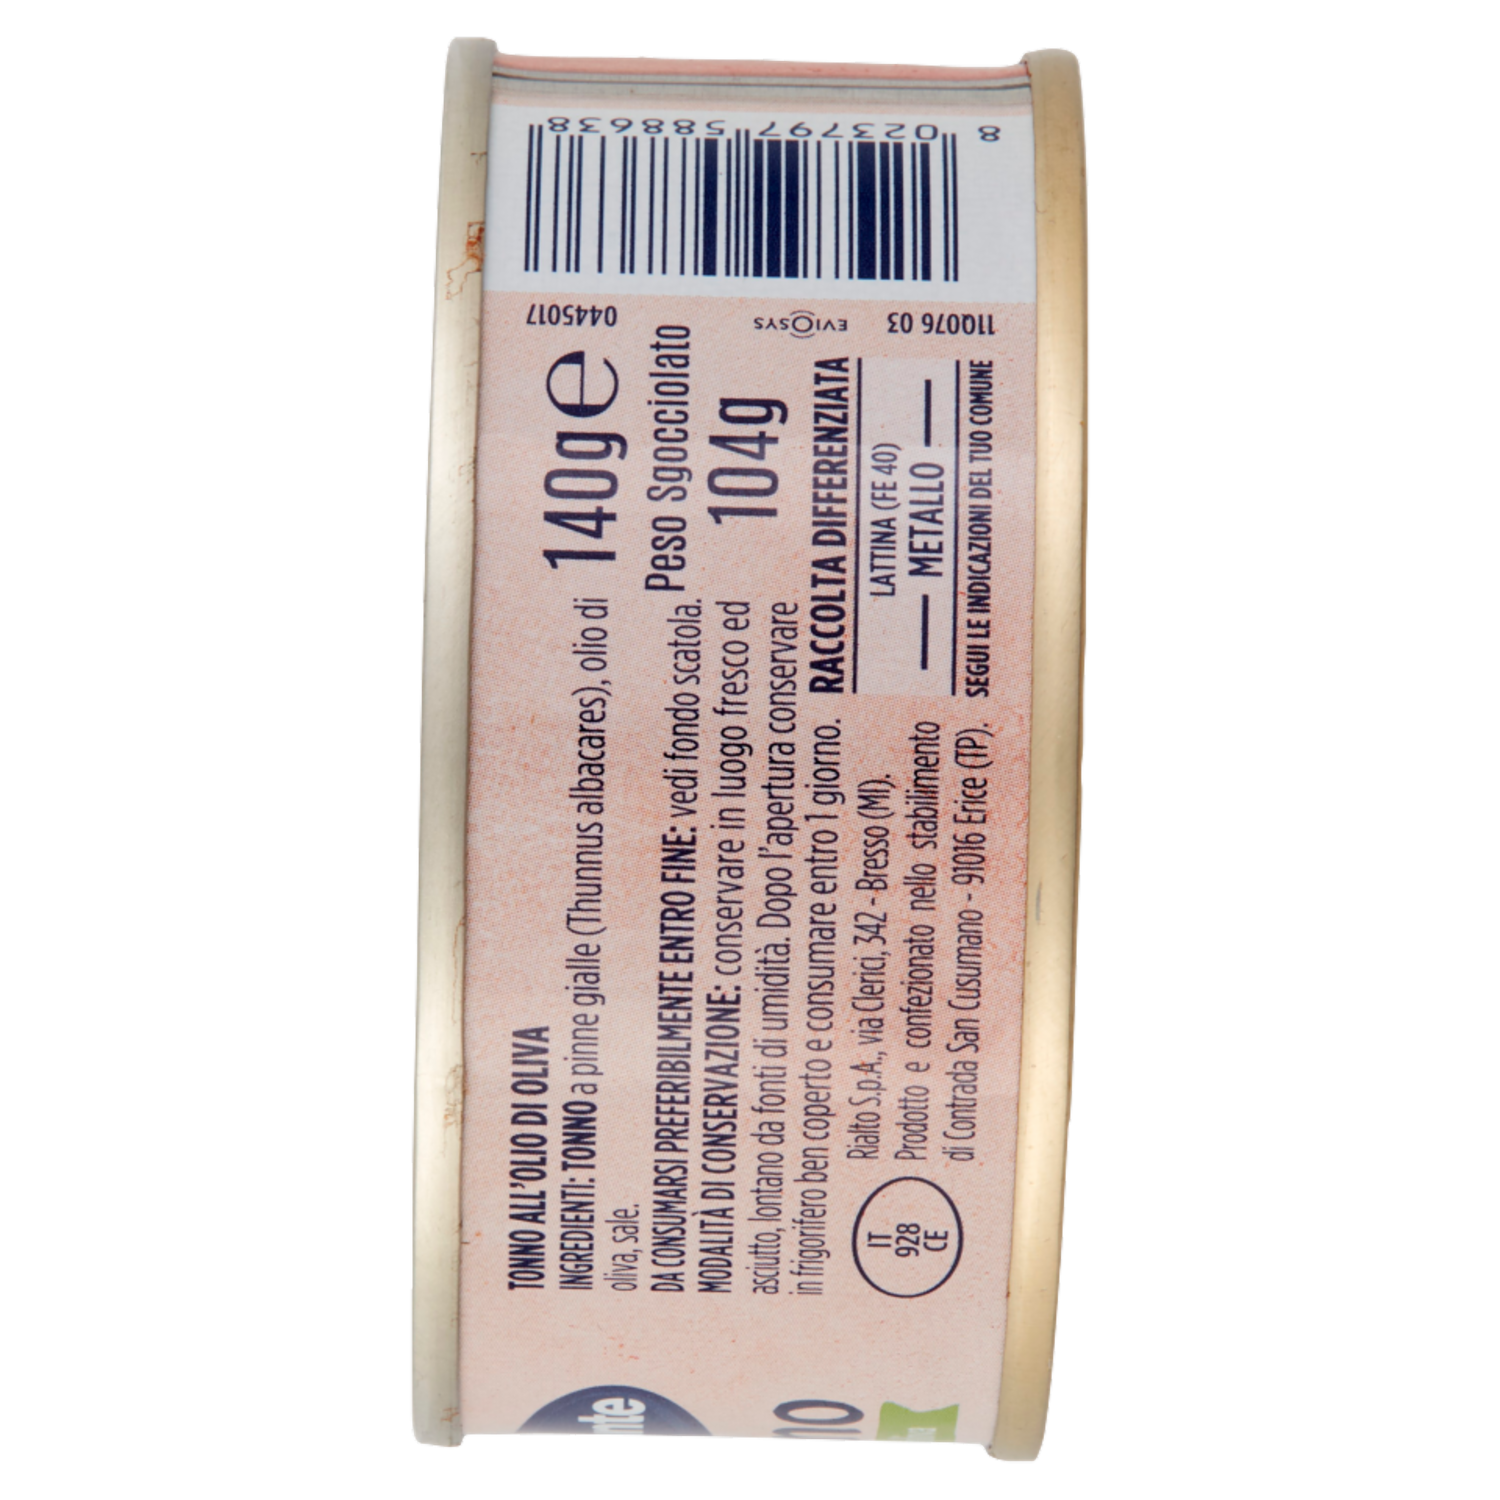 TONNO ALL'OLIO DI OLIVA
INGREDIENTI: TONNO a pinne gialle (Thunnus albacares), olio di
oliva, sale.
DA CONSUMARSI PREFERIBILMENTE ENTRO FINE: vedi fondo scatola.
MODALITÀ DI CONSERVAZIONE: conservare in luogo fresco ed
asciutto, lontano da fonti di umidità. Dopo l'apertura conservare
in frigorifero ben coperto e consumare entro 1 giorno.
Rialto S.p.A., via Clerici, 342 - Bresso (MI).
Prodotto e confezionato nello stabilimento
di Contrada San Cusumano - 91016 Erice (TP).
IT
928
CE
140g e
Peso Sgocciolato
104g
RACCOLTA DIFFERENZIATA
LATTINA (FE 40)
METALLO
SEGUI LE INDICAZIONI DEL TUO COMUNE
0445017
EVIOSYS
11Q076 03
8 023797 588638
nte
no